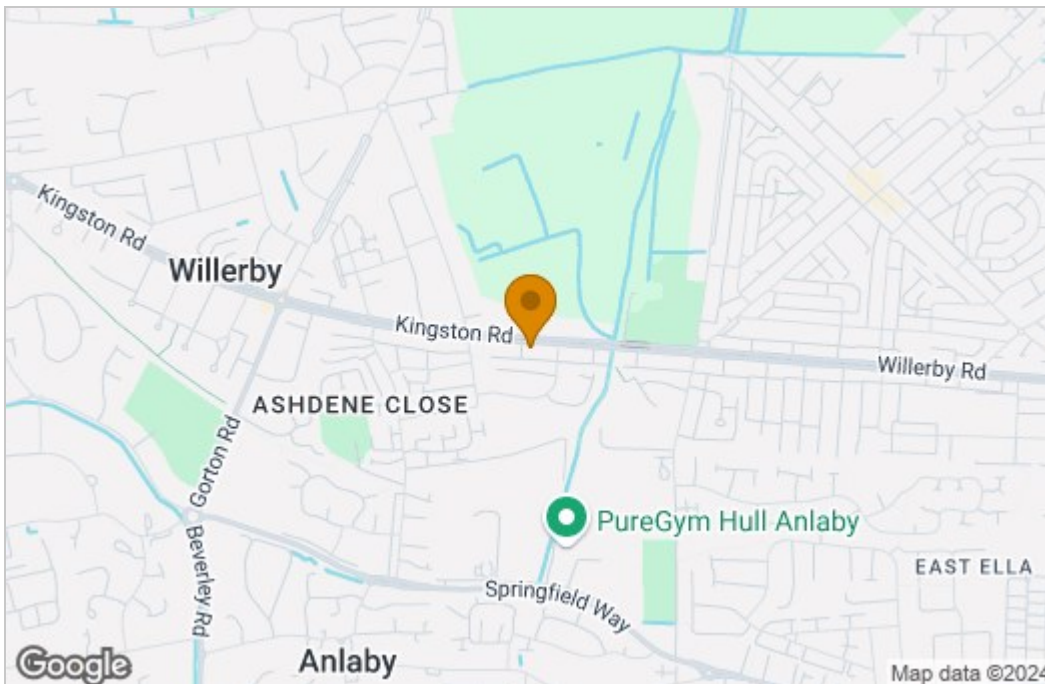 Kingston Rd
Willerby
Kingston Rd
Willerby Rd
ASHDENE CLOSE
Gorton Rd
Beverley Rd
PureGym Hull Anlaby
EAST ELLA
Springfield Way
Anlaby
Google
Map data ©2024